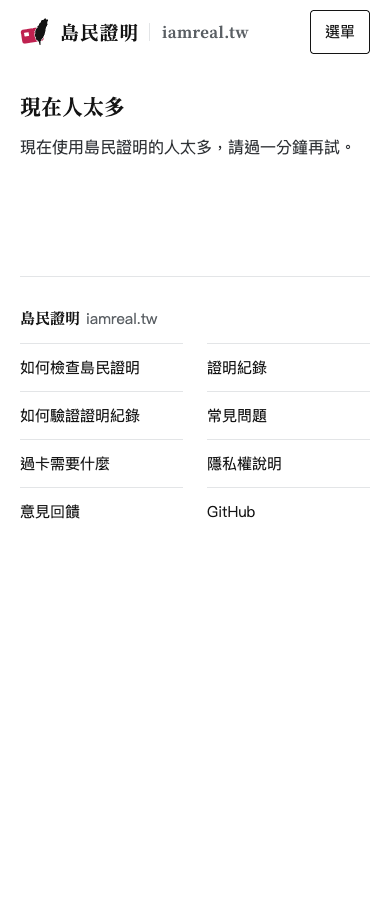 島民證明 iamreal.tw 選單
現在人太多
現在使用島民證明的人太多，請過一分鐘再試。
島民證明 iamreal.tw
如何檢查島民證明 證明紀錄
如何驗證證明紀錄 常見問題
過卡需要什麼 隱私權說明
意見回饋 GitHub